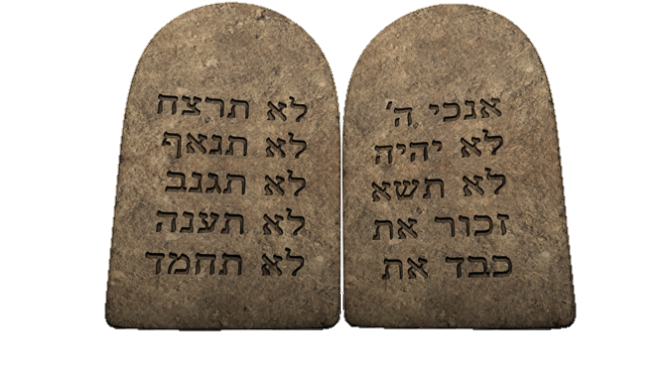 אנכי ה'
לא יהיה
לא תשא
זכור את
כבד את
לא תרצח
לא תנאף
לא תגנב
לא תענה
לא תחמד